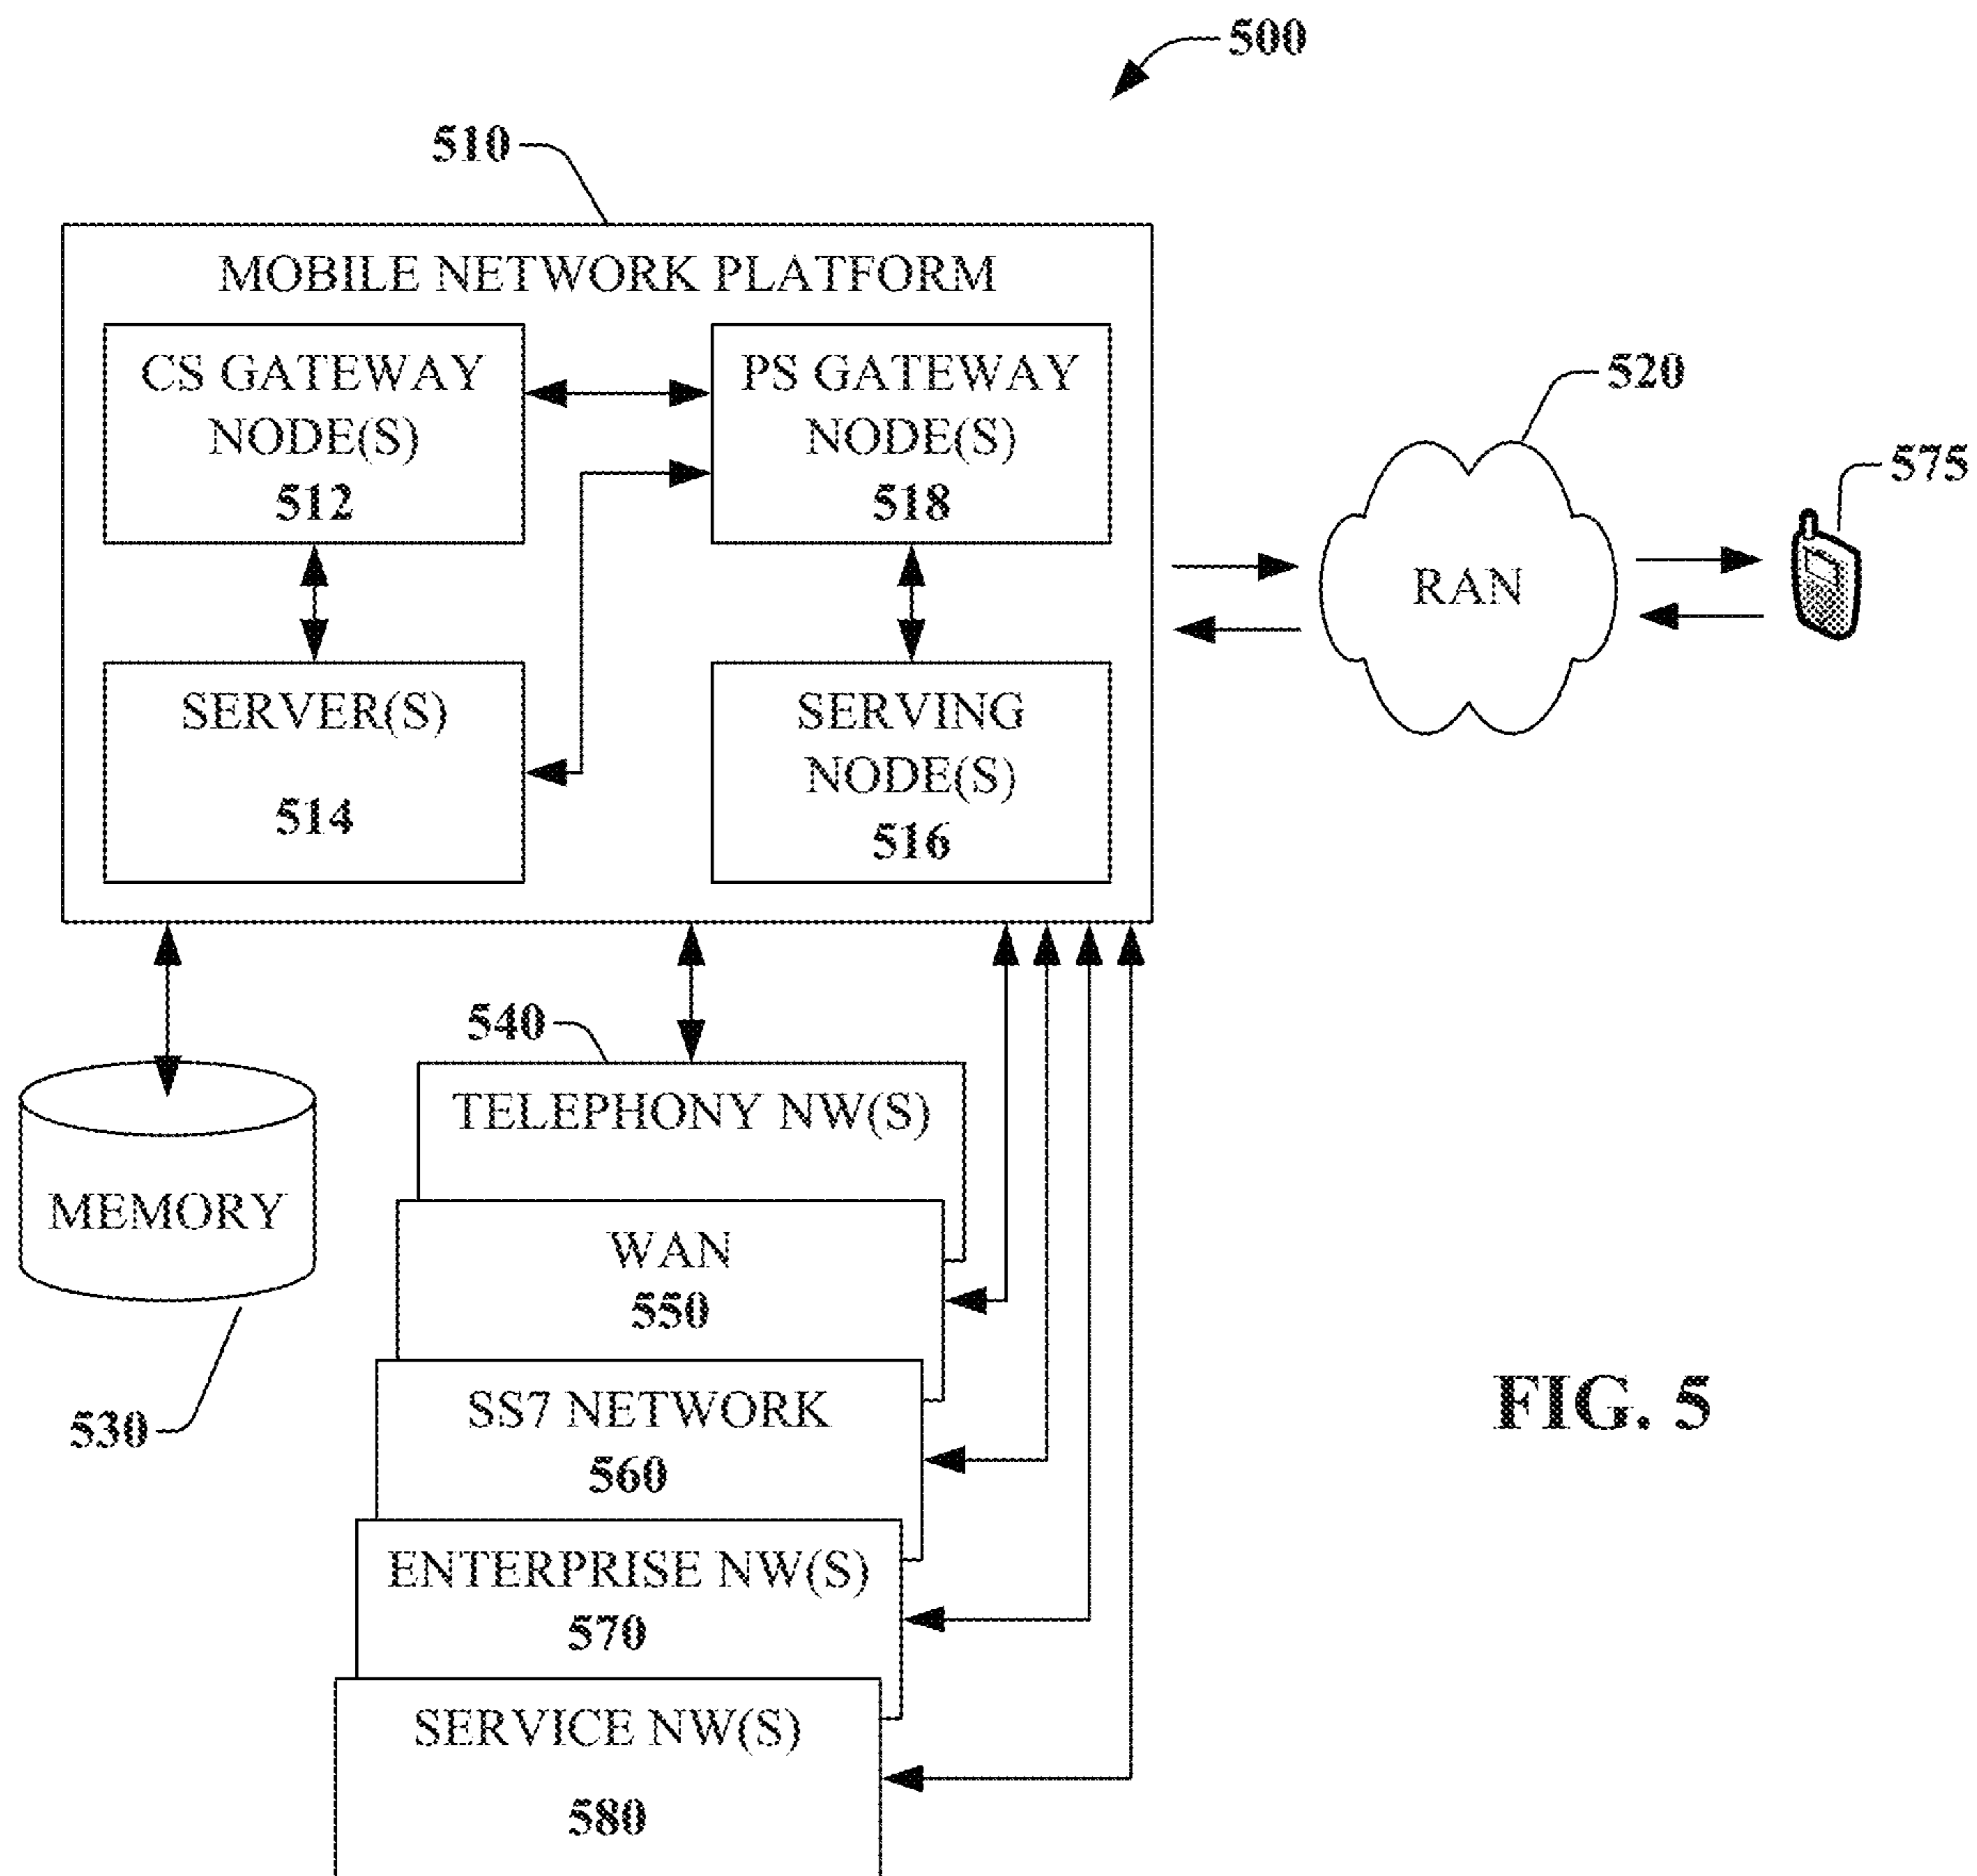 500
510
MOBILE NETWORK PLATFORM
CS GATEWAY
NODE(S)
512
PS GATEWAY
NODE(S)
518
520
575
RAN
SERVER(S)
514
SERVING
NODE(S)
516
540
TELEPHONY NW(S)
MEMORY
530
WAN
550
SS7 NETWORK
560
ENTERPRISE NW(S)
570
SERVICE NW(S)
580
FIG. 5